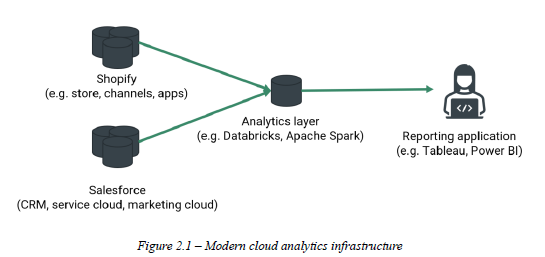 Shopify
(e.g. store, channels, apps)
Analytics layer
(e.g. Databricks, Apache Spark)
</>
Reporting application
(e.g. Tableau, Power BI)
Salesforce
(CRM, service cloud, marketing cloud)
Figure 2.1 – Modern cloud analytics infrastructure